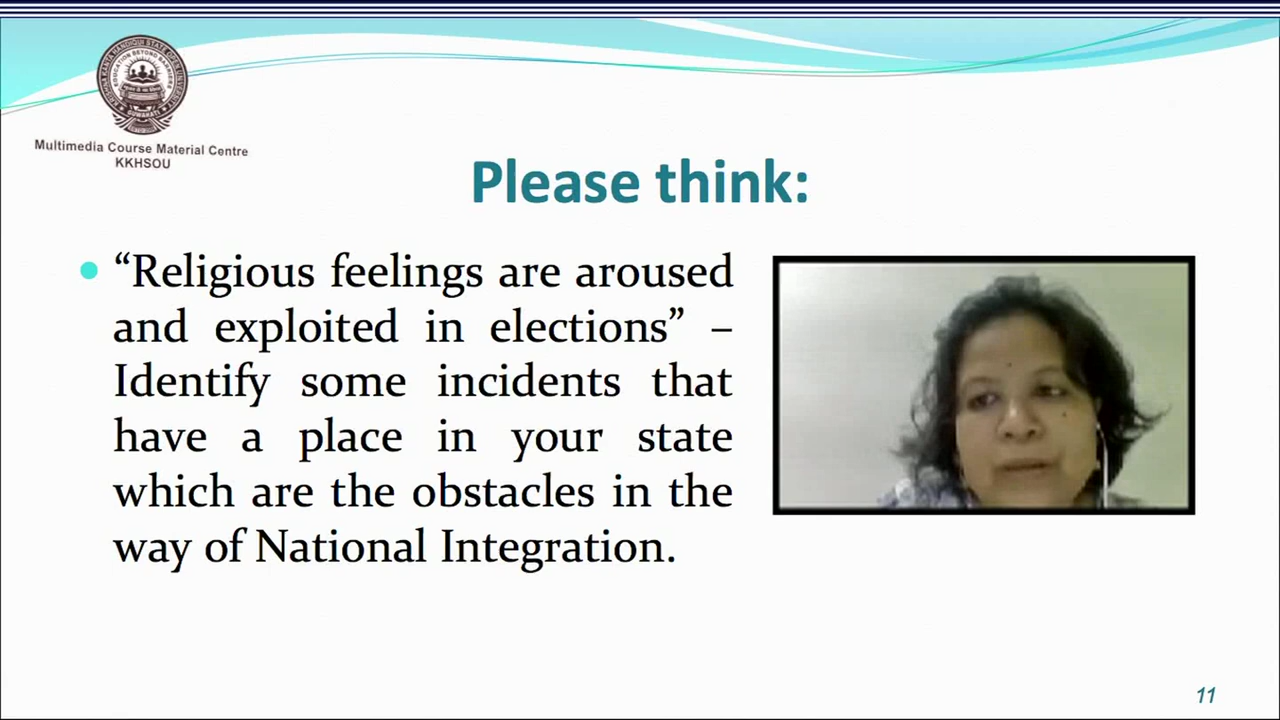 Multimedia Course Material Centre
KKHSOU
Please think:
“Religious feelings are aroused
and exploited in elections” –
Identify some incidents that
have a place in your state
which are the obstacles in the
way of National Integration.
11